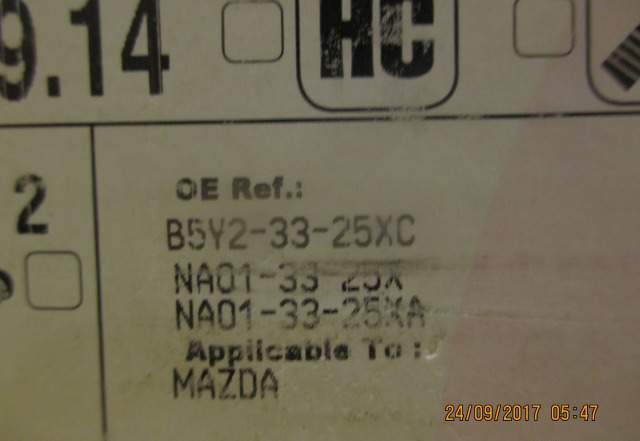 9.14
HC
2
OE Ref.:
B5Y2-33-25XC
NA01-33-25X
NA01-33-25XA
Applicable To :
MAZDA
24/09/2017 05:47